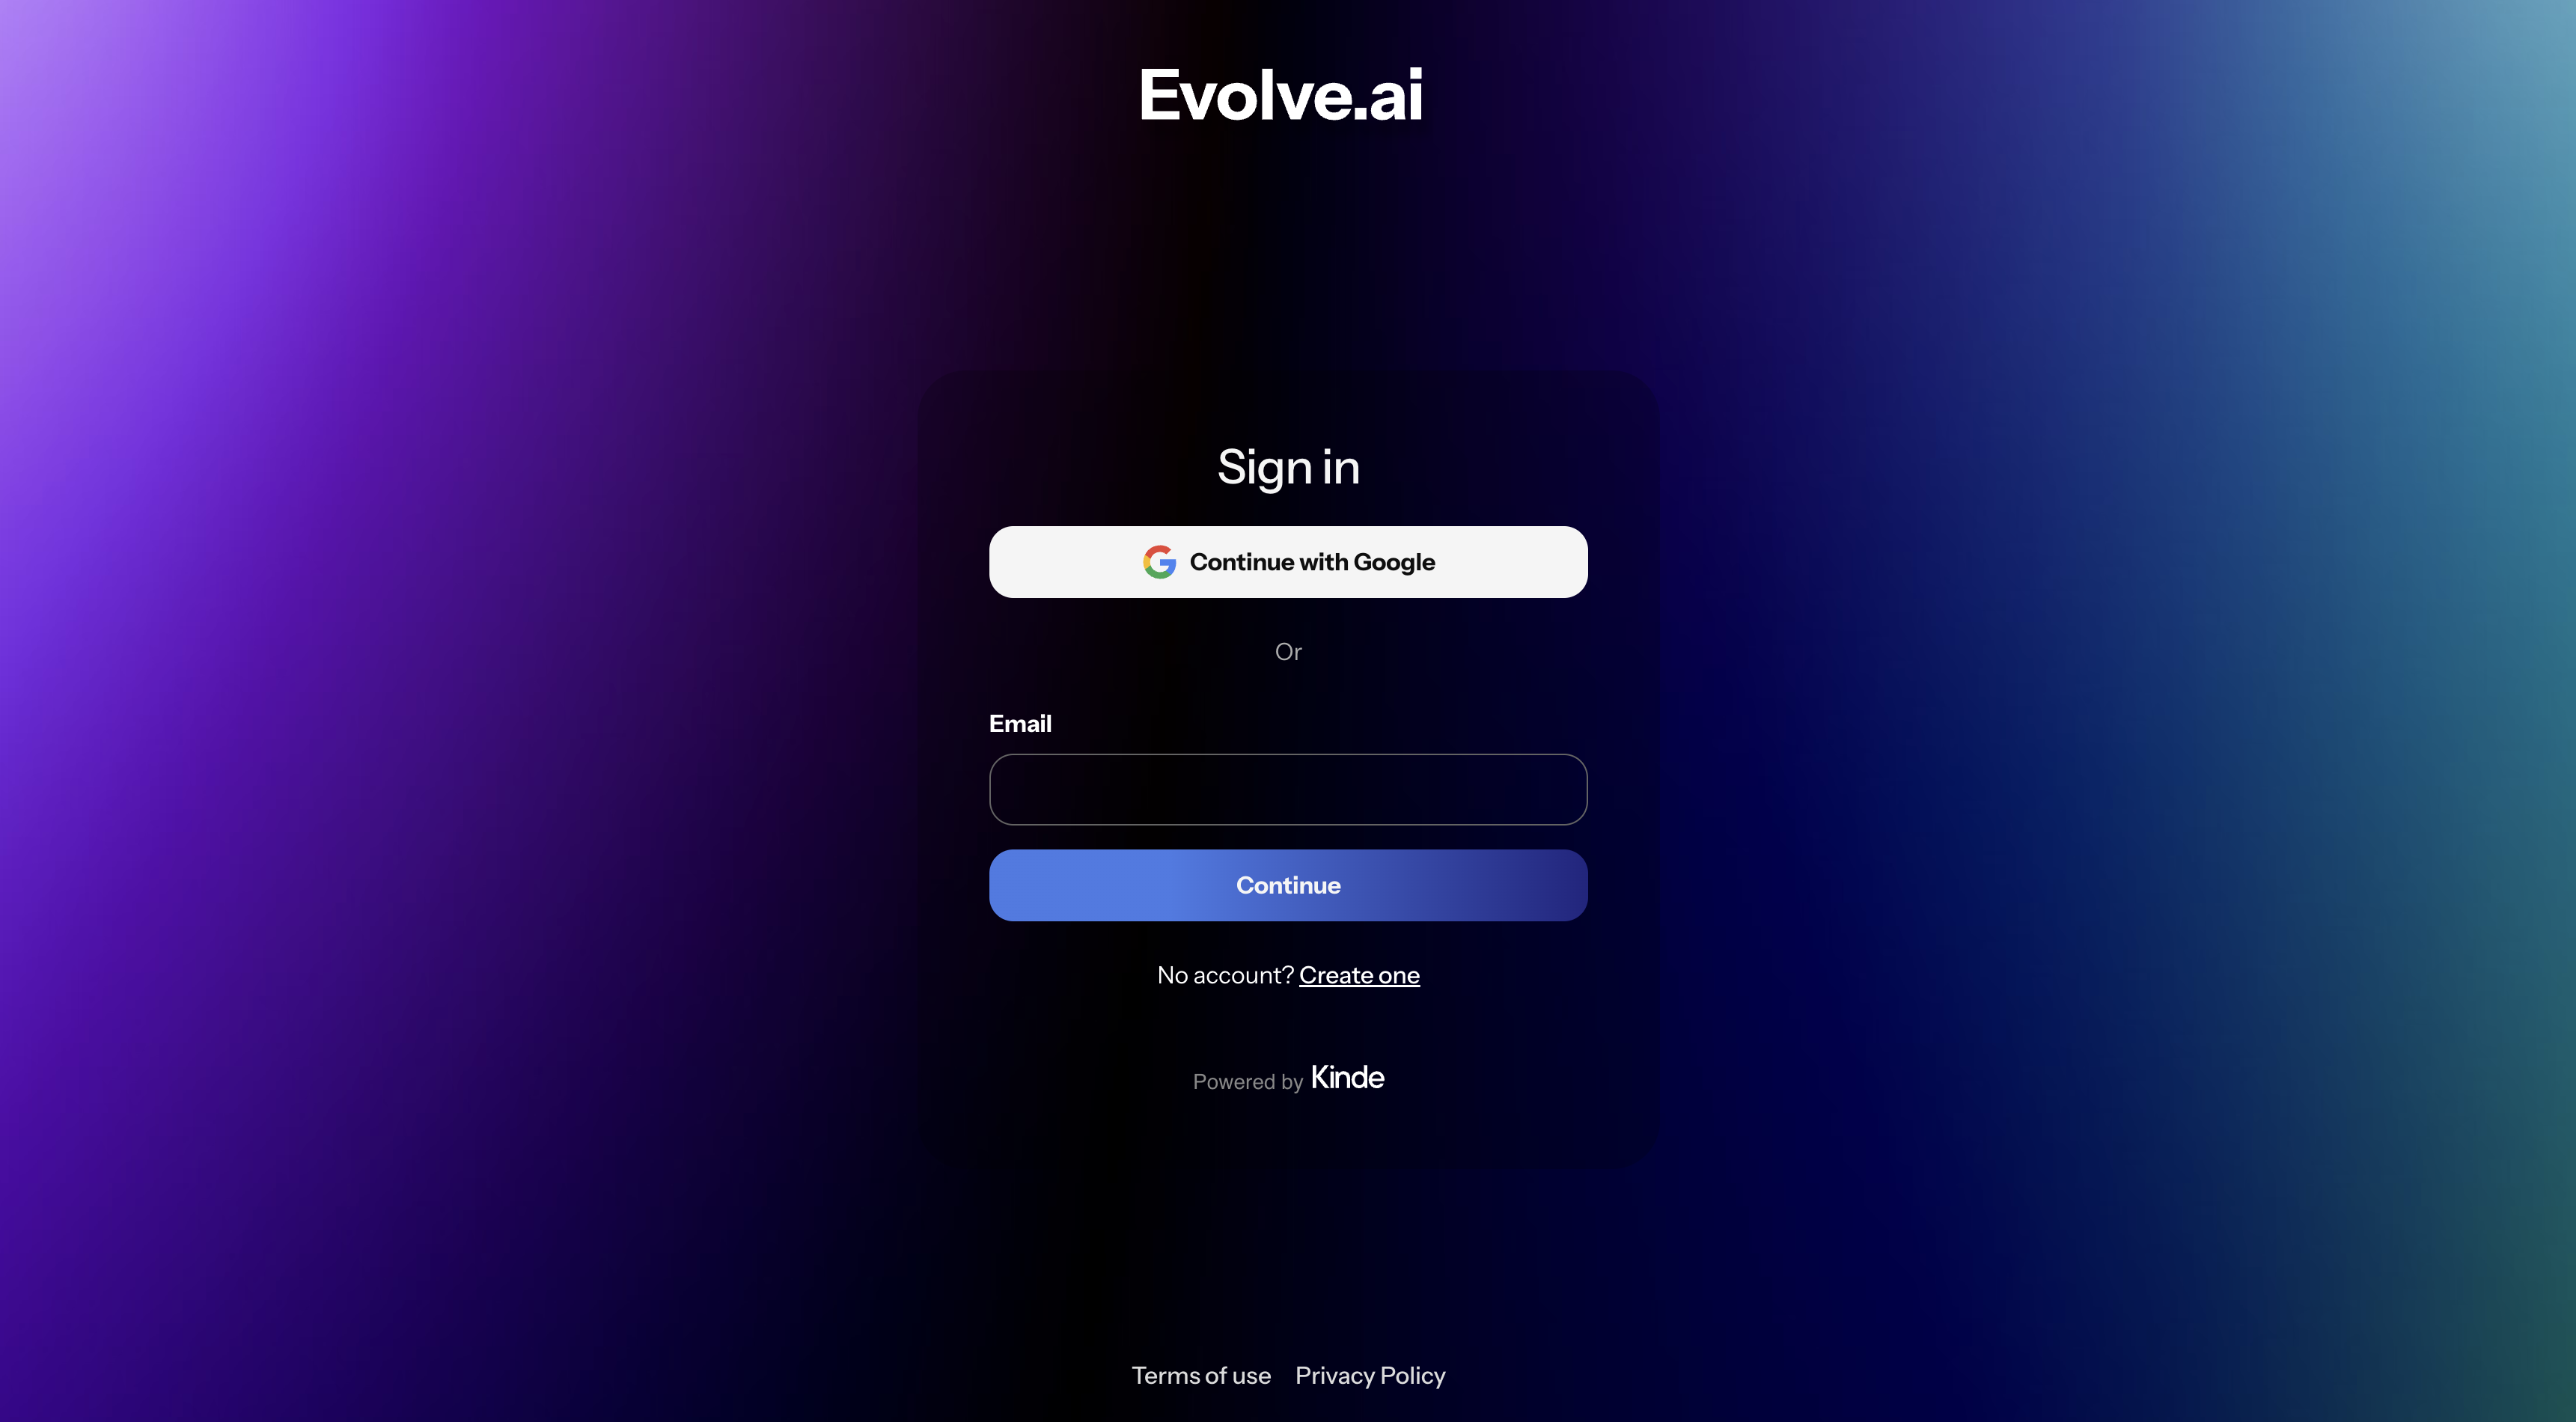 Evolve.ai
Sign in
Continue with Google
Or
Email
Continue
No account? Create one
Powered by Kinde
Terms of use Privacy Policy